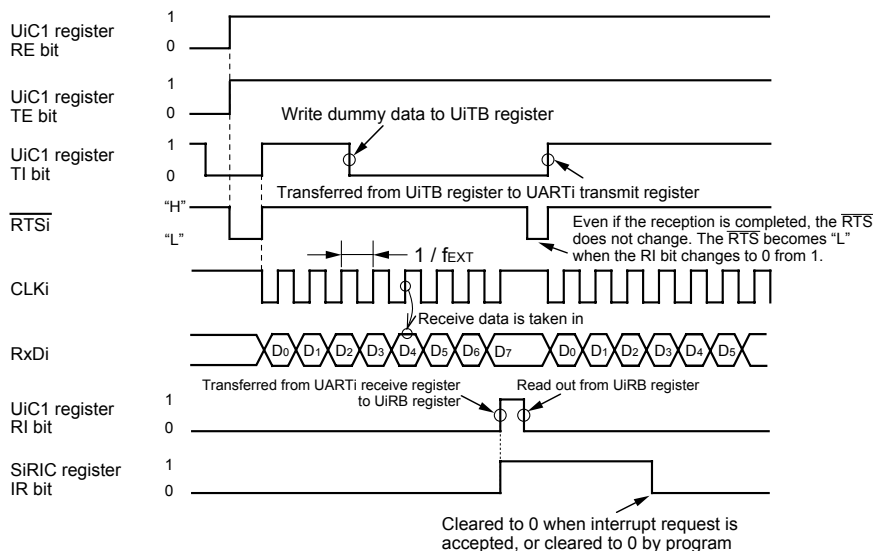 UiC1 register
RE bit
1
0
UiC1 register
TE bit
1
0
Write dummy data to UiTB register
UiC1 register
TI bit
1
0
Transferred from UiTB register to UARTi transmit register
RTSi
“H”
“L”
Even if the reception is completed, the RTS
does not change. The RTS becomes “L”
when the RI bit changes to 0 from 1.
1 / fEXT
CLKi
Receive data is taken in
RxDi
D0 D1 D2 D3 D4 D5 D6 D7 D0 D1 D2 D3 D4 D5
Transferred from UARTi receive register
to UiRB register
Read out from UiRB register
UiC1 register
RI bit
1
0
SiRIC register
IR bit
1
0
Cleared to 0 when interrupt request is
accepted, or cleared to 0 by program